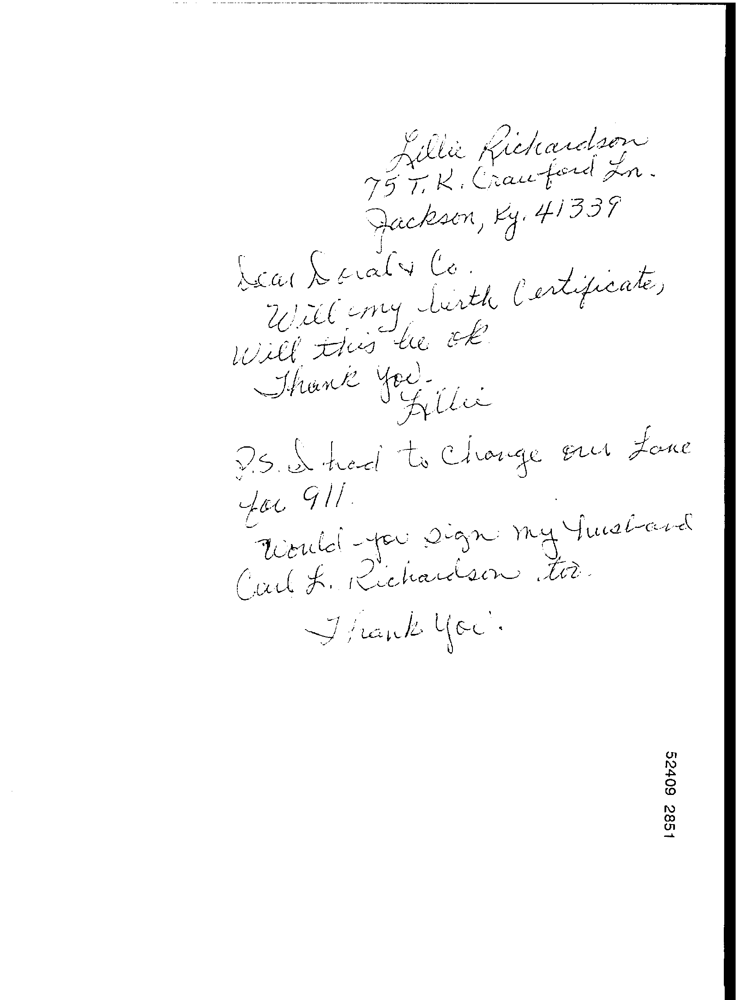 Lillie Richardson
75 T. K. Crawford Ln.
Jackson, Ky. 41339
Dear Doral & Co.
Will my birth Certificate,
Will this be ok.
Thank You.
Lillie
P.S. I had to Change our Lane
for 911.
Would you sign my husband
Carl L. Richardson too.
Thank You.
52409 2851